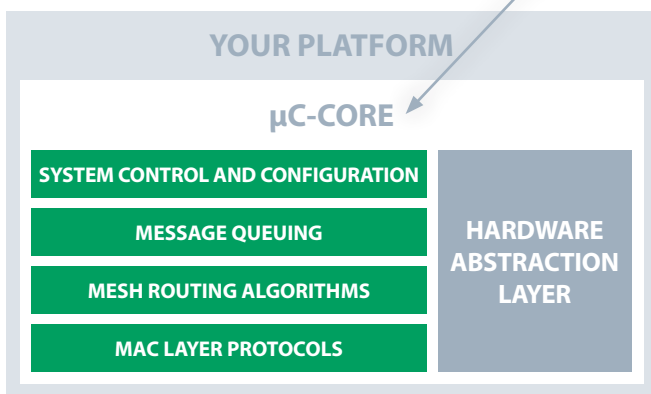 YOUR PLATFORM
µC-CORE
SYSTEM CONTROL AND CONFIGURATION
MESSAGE QUEUING
MESH ROUTING ALGORITHMS
MAC LAYER PROTOCOLS
HARDWARE
ABSTRACTION
LAYER